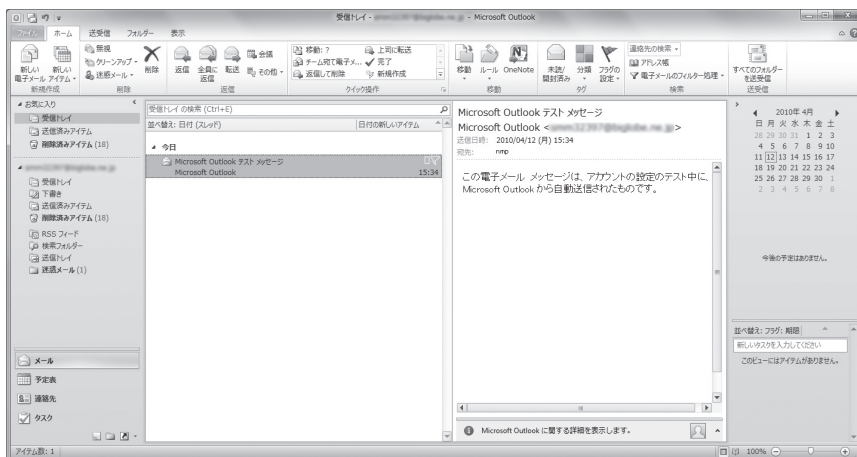 受信トレイ - - Microsoft Outlook
ファイル ホーム 送受信 フォルダー 表示
新しい電子メール 新しいアイテム 新規作成
無視 クリーンアップ 迷惑メール 削除 削除
返信 全員に返信 転送 会議 その他 返信
移動: ? 上司に転送
チーム宛て電子メ... 完了
返信して削除 新規作成
クイック操作
移動 ルール OneNote 移動
未読/開封済み 分類 フラグの設定 タグ
連絡先の検索
アドレス帳
電子メールのフィルター処理
検索
すべてのフォルダーを送受信
送受信
お気に入り
受信トレイ
送信済みアイテム
削除済みアイテム (18)
受信トレイ
下書き
送信済みアイテム
削除済みアイテム (18)
RSS フィード
検索フォルダー
送信トレイ
迷惑メール (1)
メール
予定表
連絡先
タスク
受信トレイ の検索 (Ctrl+E)
並べ替え: 日付 (スレッド) 日付の新しいアイテム
今日
Microsoft Outlook テスト メッセージ
Microsoft Outlook 15:34
Microsoft Outlook テスト メッセージ
Microsoft Outlook < >
送信日時: 2010/04/12 (月) 15:34
宛先: nmp
この電子メール メッセージは、アカウントの設定のテスト中に、
Microsoft Outlook から自動送信されたものです。
Microsoft Outlook に関する詳細を表示します。
2010年 4月
日 月 火 水 木 金 土
28 29 30 31 1 2 3
4 5 6 7 8 9 10
11 12 13 14 15 16 17
18 19 20 21 22 23 24
25 26 27 28 29 30 1
2 3 4 5 6 7 8
今後の予定はありません。
並べ替え: フラグ: 期限
新しいタスクを入力してください
このビューにはアイテムがありません。
アイテム数: 1 100%